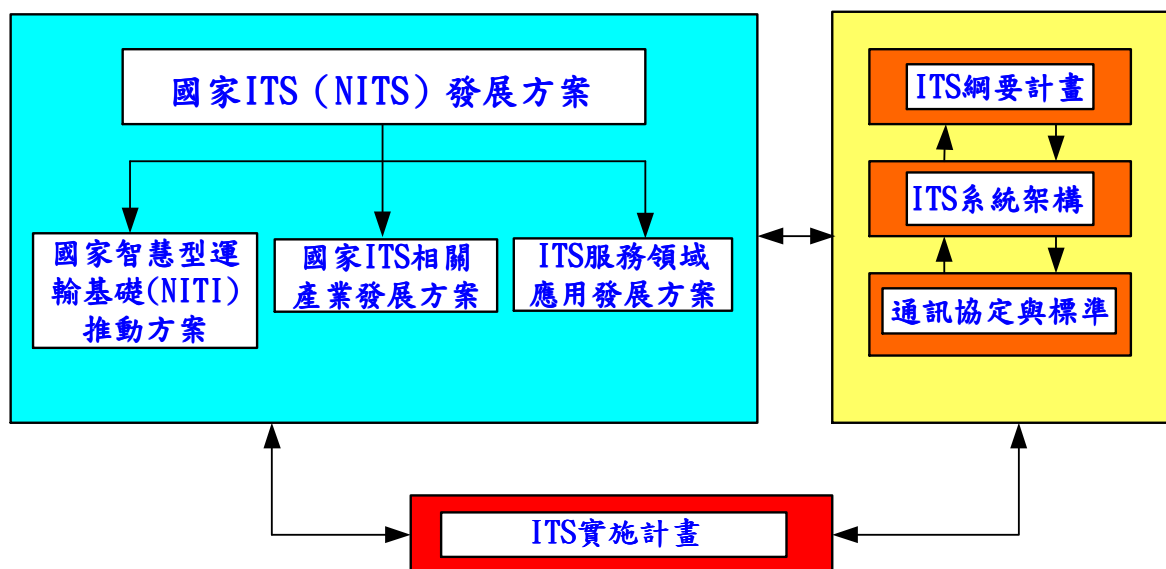 國家ITS（NITS）發展方案
國家智慧型運
輸基礎(NITI)
推動方案
國家ITS相關
產業發展方案
ITS服務領域
應用發展方案
ITS綱要計畫
ITS系統架構
通訊協定與標準
ITS實施計畫